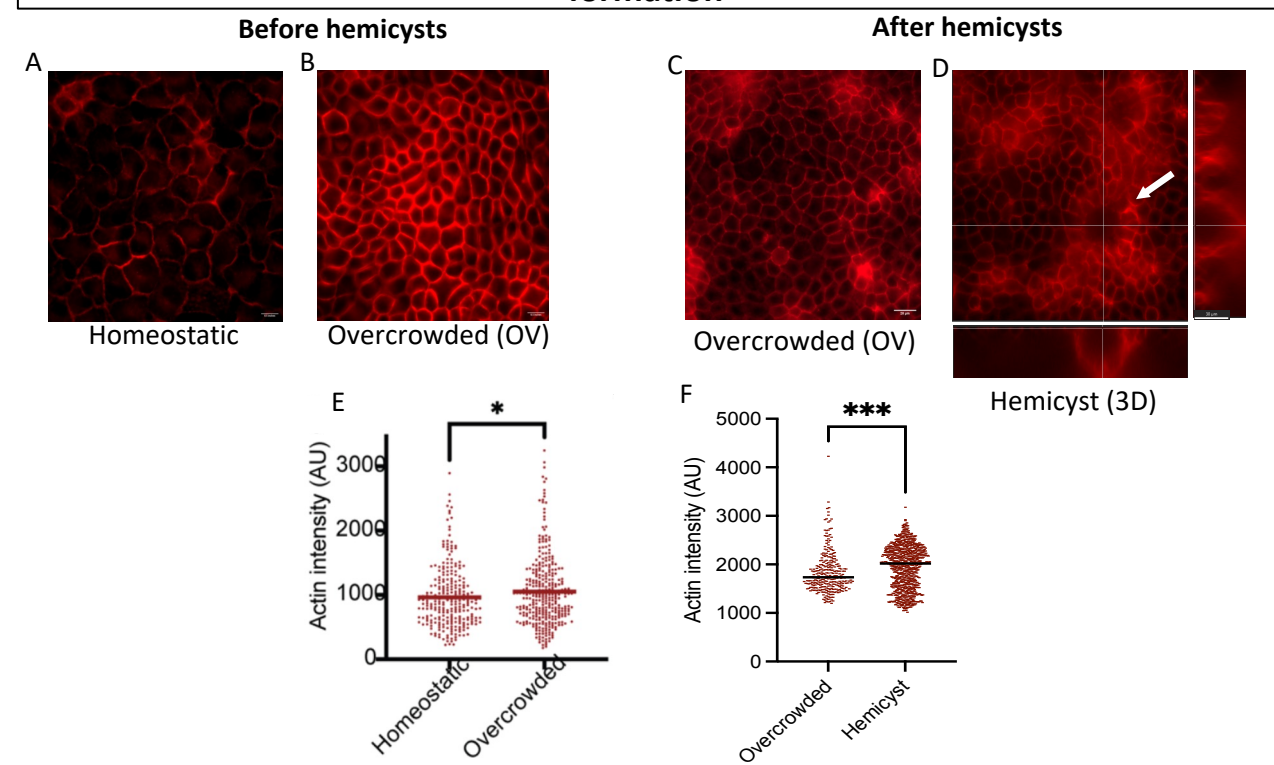 Before hemicysts
After hemicysts
A
B
C
D
Homeostatic
Overcrowded (OV)
Overcrowded (OV)
Hemicyst (3D)
E
*
3000
2000
1000
0
Actin intensity (AU)
Homeostatic
Overcrowded
F
***
5000
4000
3000
2000
1000
0
Actin intensity (AU)
Overcrowded
Hemicyst